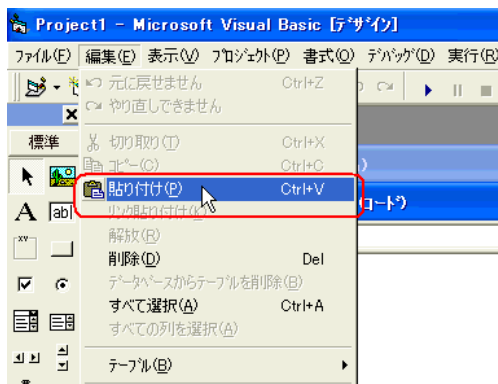 Project1 - Microsoft Visual Basic [ﾃﾞｻﾞｲﾝ]
ﾌｧｲﾙ(F) 編集(E) 表示(V) ﾌﾟﾛｼﾞｪｸﾄ(P) 書式(O) ﾃﾞﾊﾞｯｸﾞ(D) 実行(R)
元に戻せません Ctrl+Z
やり直しできません
標準
切り取り(T) Ctrl+X
ｺﾋﾟｰ(C) Ctrl+C
貼り付け(P) Ctrl+V
ﾘﾝｸ貼り付け(K)
ｺｰﾄﾞ)
解放(R)
削除(D) Del
ﾃﾞｰﾀﾍﾞｰｽからﾃｰﾌﾞﾙを削除(B)
すべて選択(A) Ctrl+A
すべての列を選択(A)
ﾃｰﾌﾞﾙ(B)
A ab|
xy